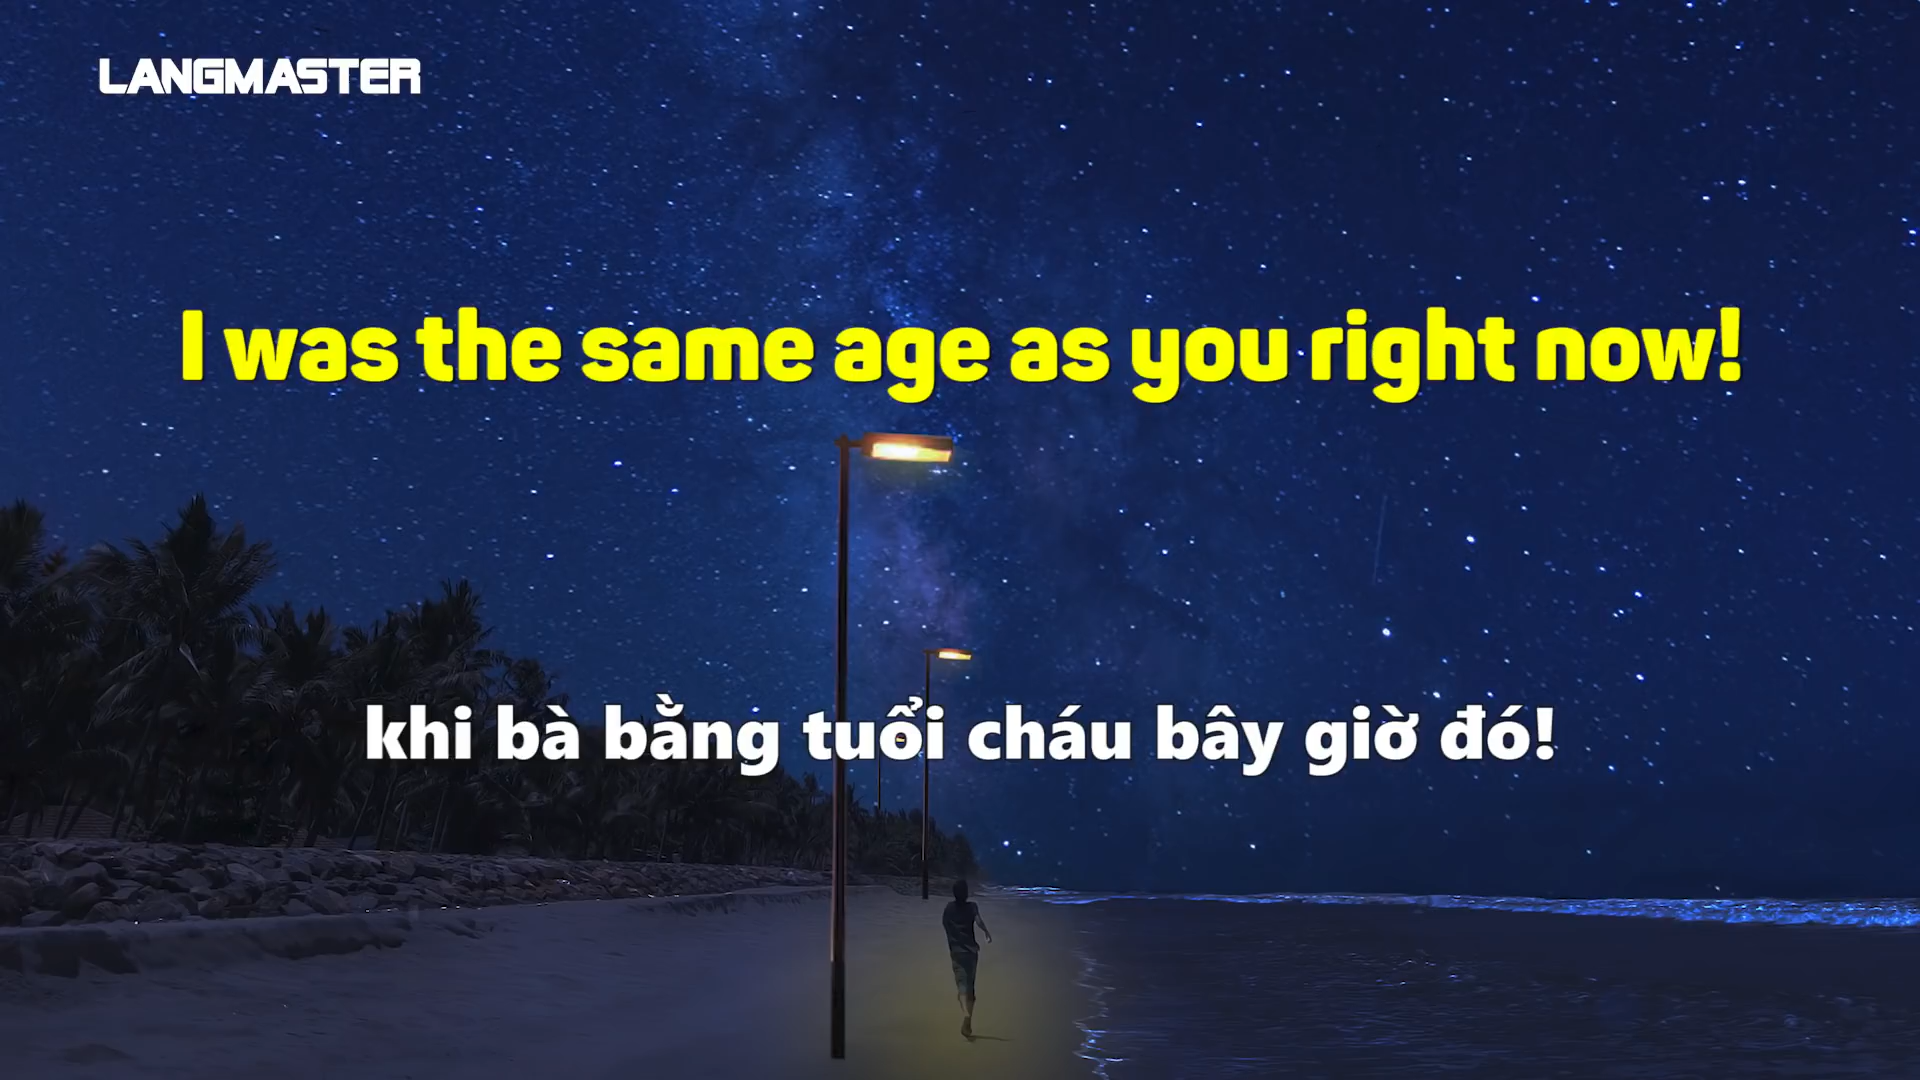 LANGMASTER
I was the same age as you right now!
khi bà bằng tuổi cháu bây giờ đó!